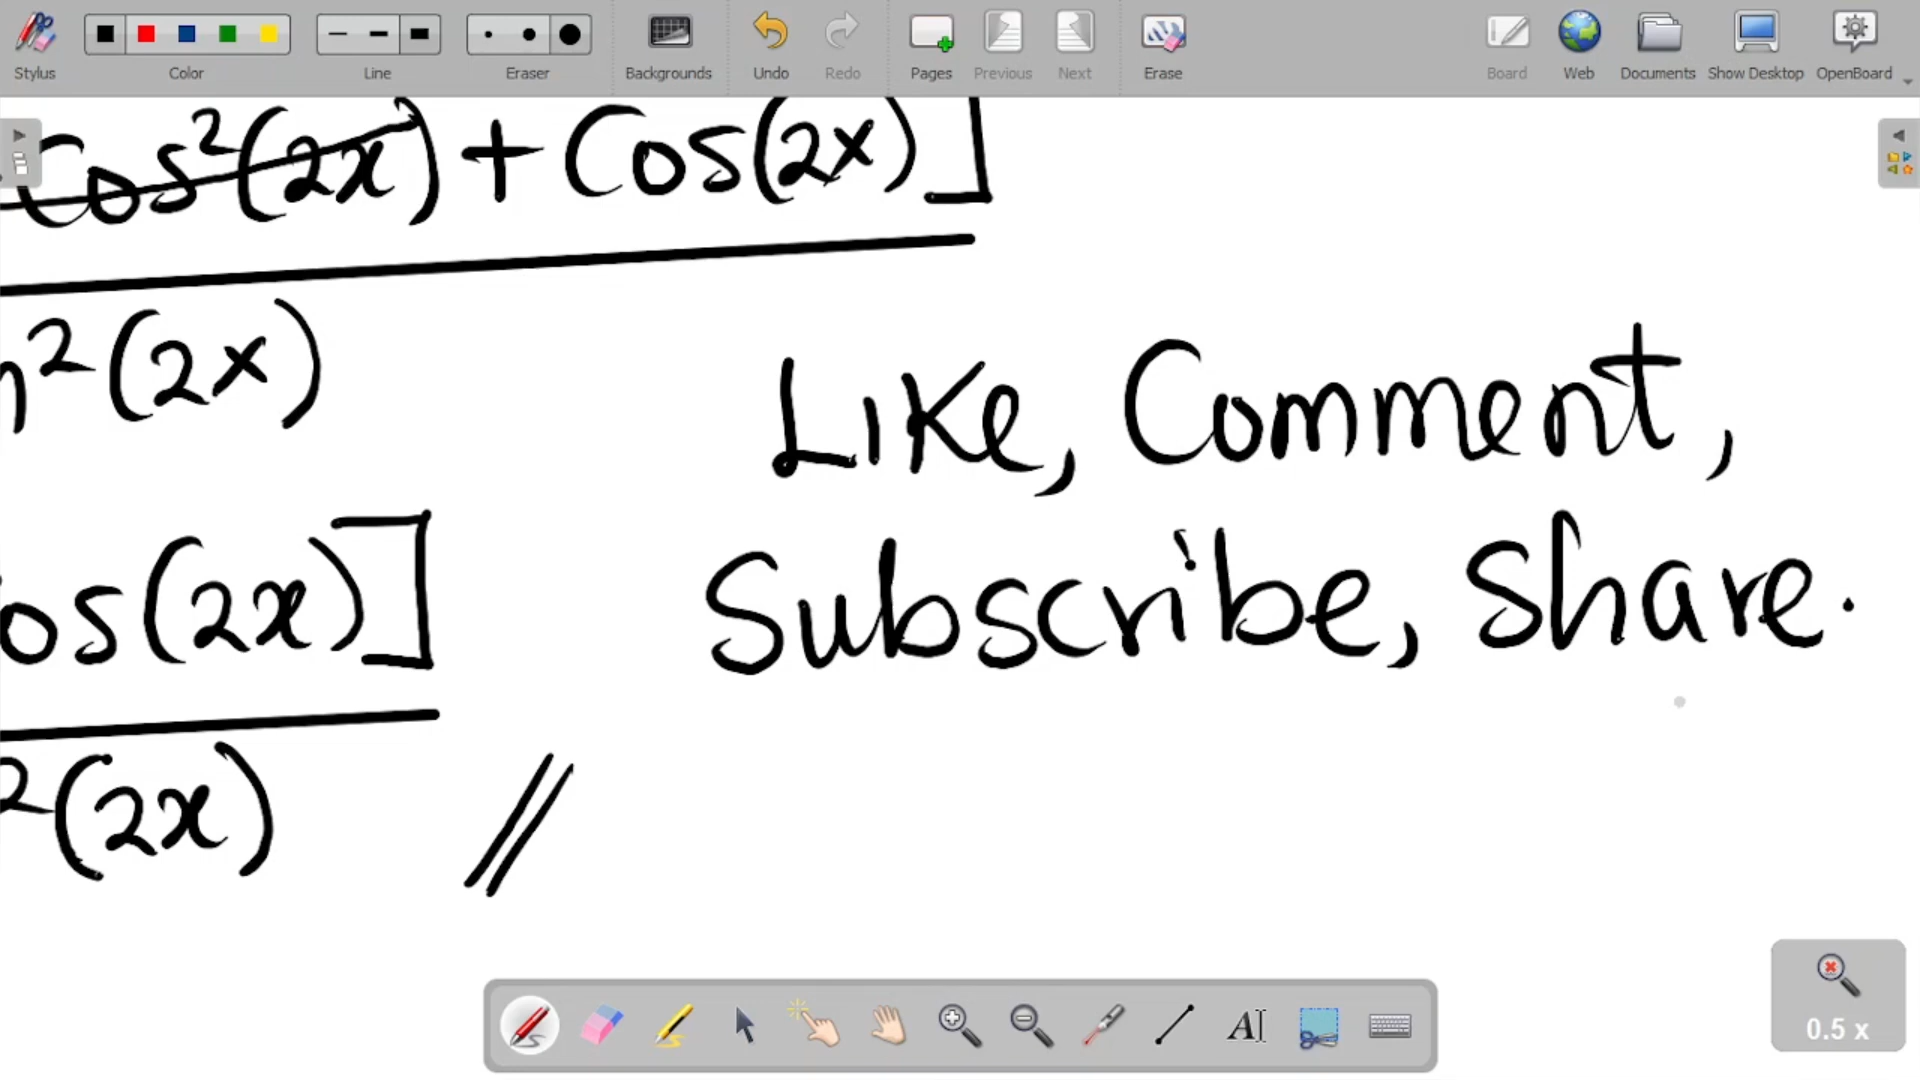 Stylus Color Line Eraser Backgrounds Undo Redo Pages Previous Next Erase Board Web Documents Show Desktop OpenBoard
Cos²(2x) + Cos(2x)]
n²(2x)
Like, Comment,
Subscribe, Share.
os(2x)]
²(2x) //
0.5 x